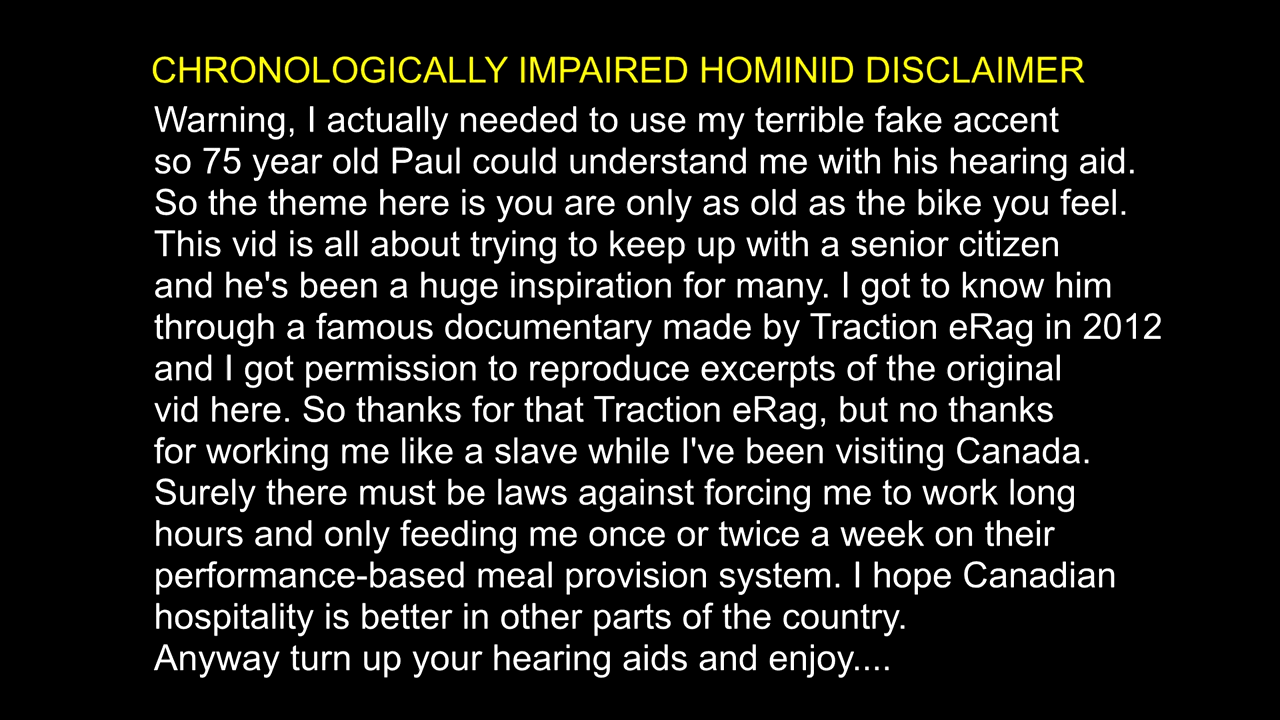 CHRONOLOGICALLY IMPAIRED HOMINID DISCLAIMER
Warning, I actually needed to use my terrible fake accent
so 75 year old Paul could understand me with his hearing aid.
So the theme here is you are only as old as the bike you feel.
This vid is all about trying to keep up with a senior citizen
and he's been a huge inspiration for many. I got to know him
through a famous documentary made by Traction eRag in 2012
and I got permission to reproduce excerpts of the original
vid here. So thanks for that Traction eRag, but no thanks
for working me like a slave while I've been visiting Canada.
Surely there must be laws against forcing me to work long
hours and only feeding me once or twice a week on their
performance-based meal provision system. I hope Canadian
hospitality is better in other parts of the country.
Anyway turn up your hearing aids and enjoy....